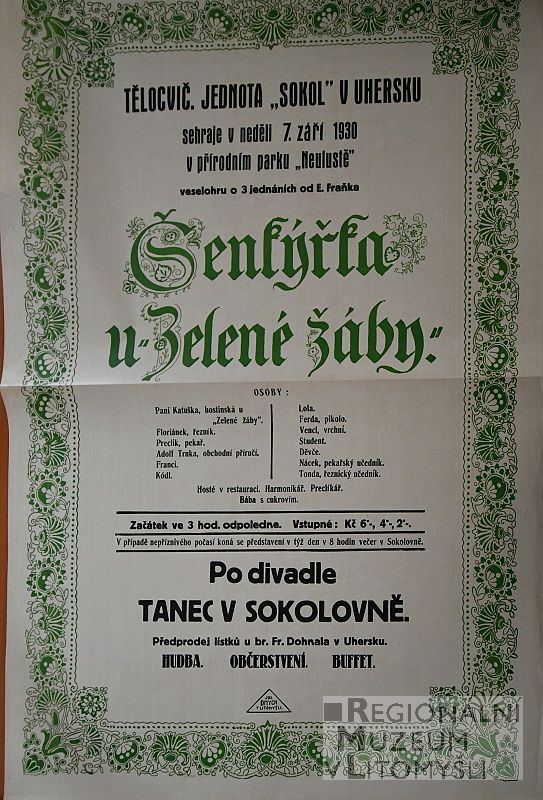 TĚLOCVIČ. JEDNOTA „SOKOL" V UHERSKU
sehraje v neděli 7. září 1930
v přírodním parku „Neulustě"
veselohru o 3 jednáních od E. Fraňka
Šenkýřka
u „Zelené žáby."
OSOBY :
Paní Katuška, hostinská u
„Zelené žáby".
Floriánek, řezník.
Preclík, pekař.
Adolf Trnka, obchodní příručí.
Franci.
Kódl.
Lola.
Ferda, pikolo.
Venci, vrchní.
Student.
Děvče.
Nácek, pekařský učedník.
Tonda, řeznický učedník.
Hosté v restauraci. Harmonikář. Preclíkář.
Bába s cukrovím.
Začátek ve 3 hod. odpoledne. Vstupné: Kč 6·-, 4·-, 2·-.
V případě nepříznivého počasí koná se představení v týž den v 8 hodin večer v Sokolovně.
Po divadle
TANEC V SOKOLOVNĚ.
Předprodej lístků u br. Fr. Dohnala v Uhersku.
HUDBA. OBČERSTVENÍ. BUFFET.
JOS.
DMYCH
V LITOMYŠLI.
REGIONÁLNÍ
MUZEUM
V LITOMYŠLI